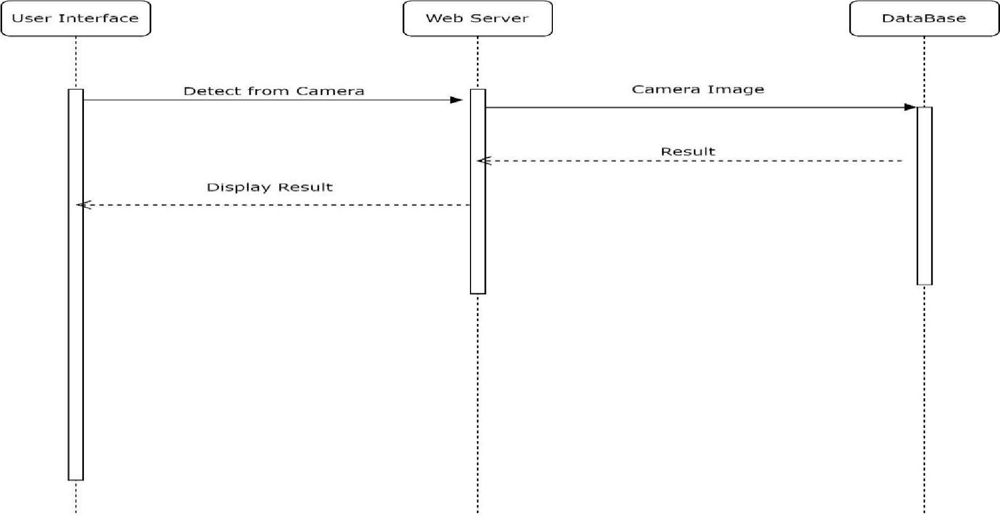 User Interface
Web Server
DataBase
Detect from Camera
Camera Image
Result
Display Result